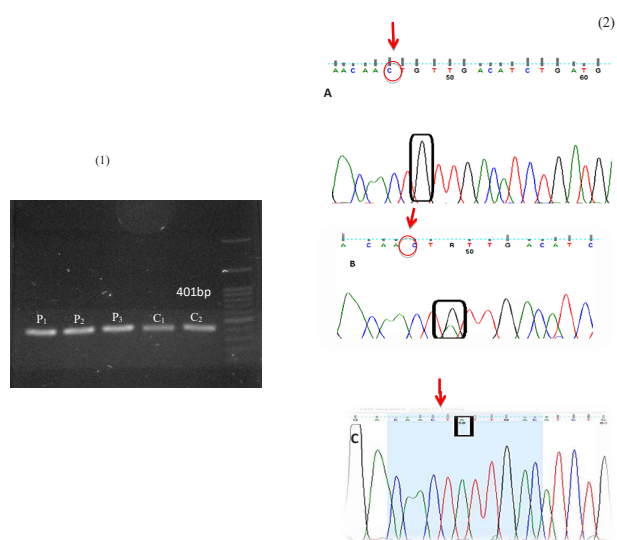 (1)
401bp
P1 P2 P3 C1 C2
(2)
A A C A A C T G T T G A C A T C T G A T G
50 60
A
A C A A C T R T T G A C A T C
50
B
C